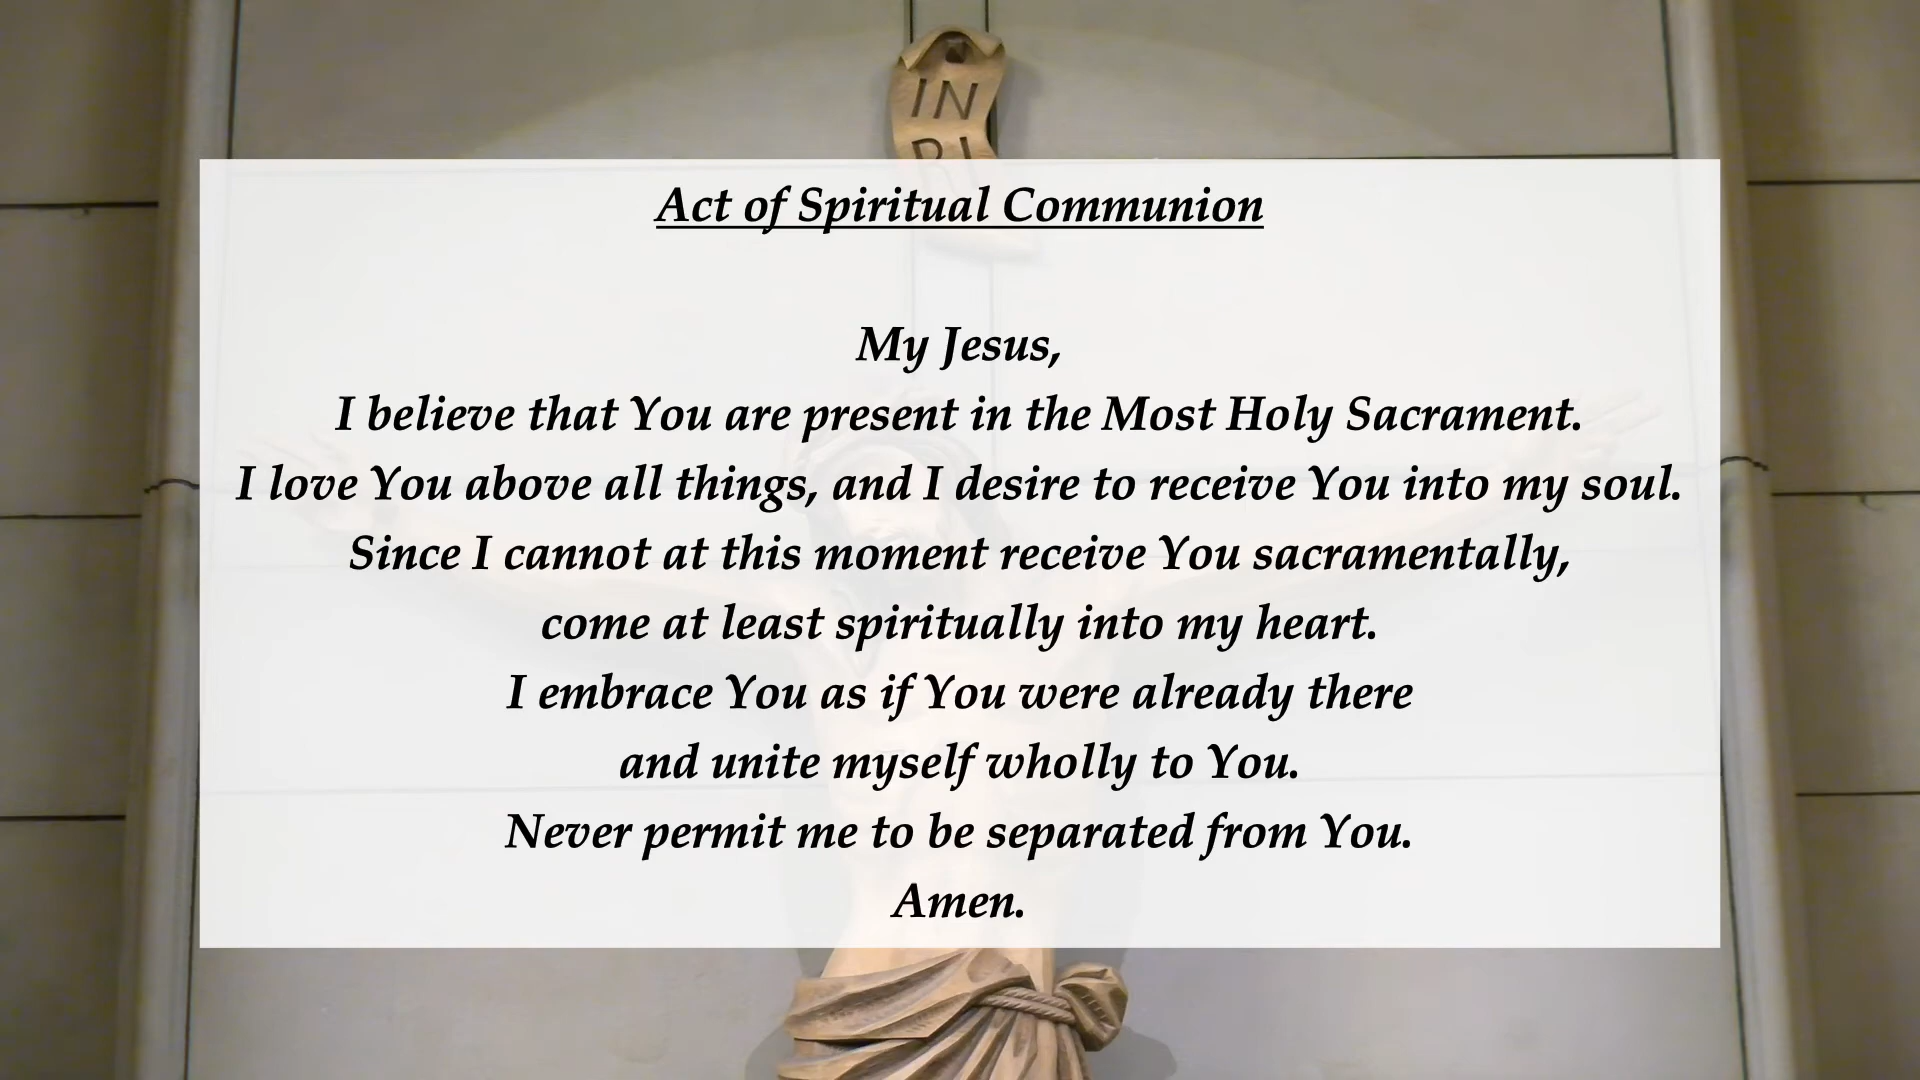 IN
RI
Act of Spiritual Communion
My Jesus,
I believe that You are present in the Most Holy Sacrament.
I love You above all things, and I desire to receive You into my soul.
Since I cannot at this moment receive You sacramentally,
come at least spiritually into my heart.
I embrace You as if You were already there
and unite myself wholly to You.
Never permit me to be separated from You.
Amen.